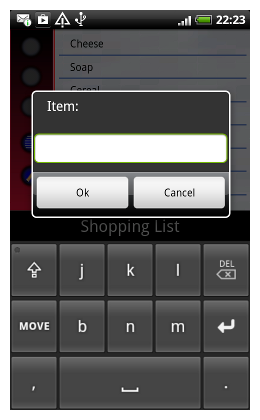 22:23
Cheese
Soap
Cereal
Item:
Ok
Cancel
Shopping List
j k l DEL
MOVE b n m
, .